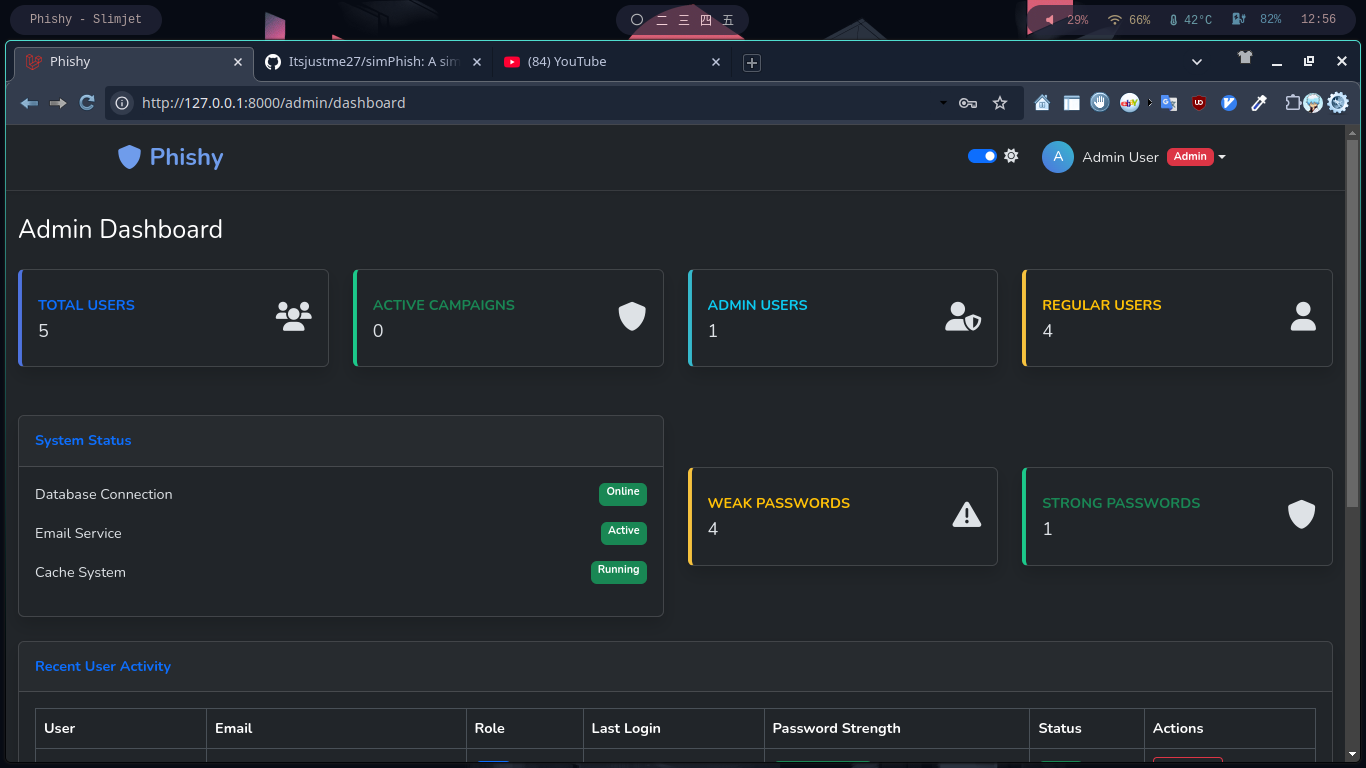 Phishy - Slimjet
二 三 四 五
29% 66% 42°C 82% 12:56
Phishy
Itsjustme27/simPhish: A sim
(84) YouTube
http://127.0.0.1:8000/admin/dashboard
ebY
UD
Phishy
A Admin User Admin
Admin Dashboard
TOTAL USERS
5
ACTIVE CAMPAIGNS
0
ADMIN USERS
1
REGULAR USERS
4
System Status
Database Connection Online
Email Service Active
Cache System Running
WEAK PASSWORDS
4
STRONG PASSWORDS
1
Recent User Activity
User Email Role Last Login Password Strength Status Actions